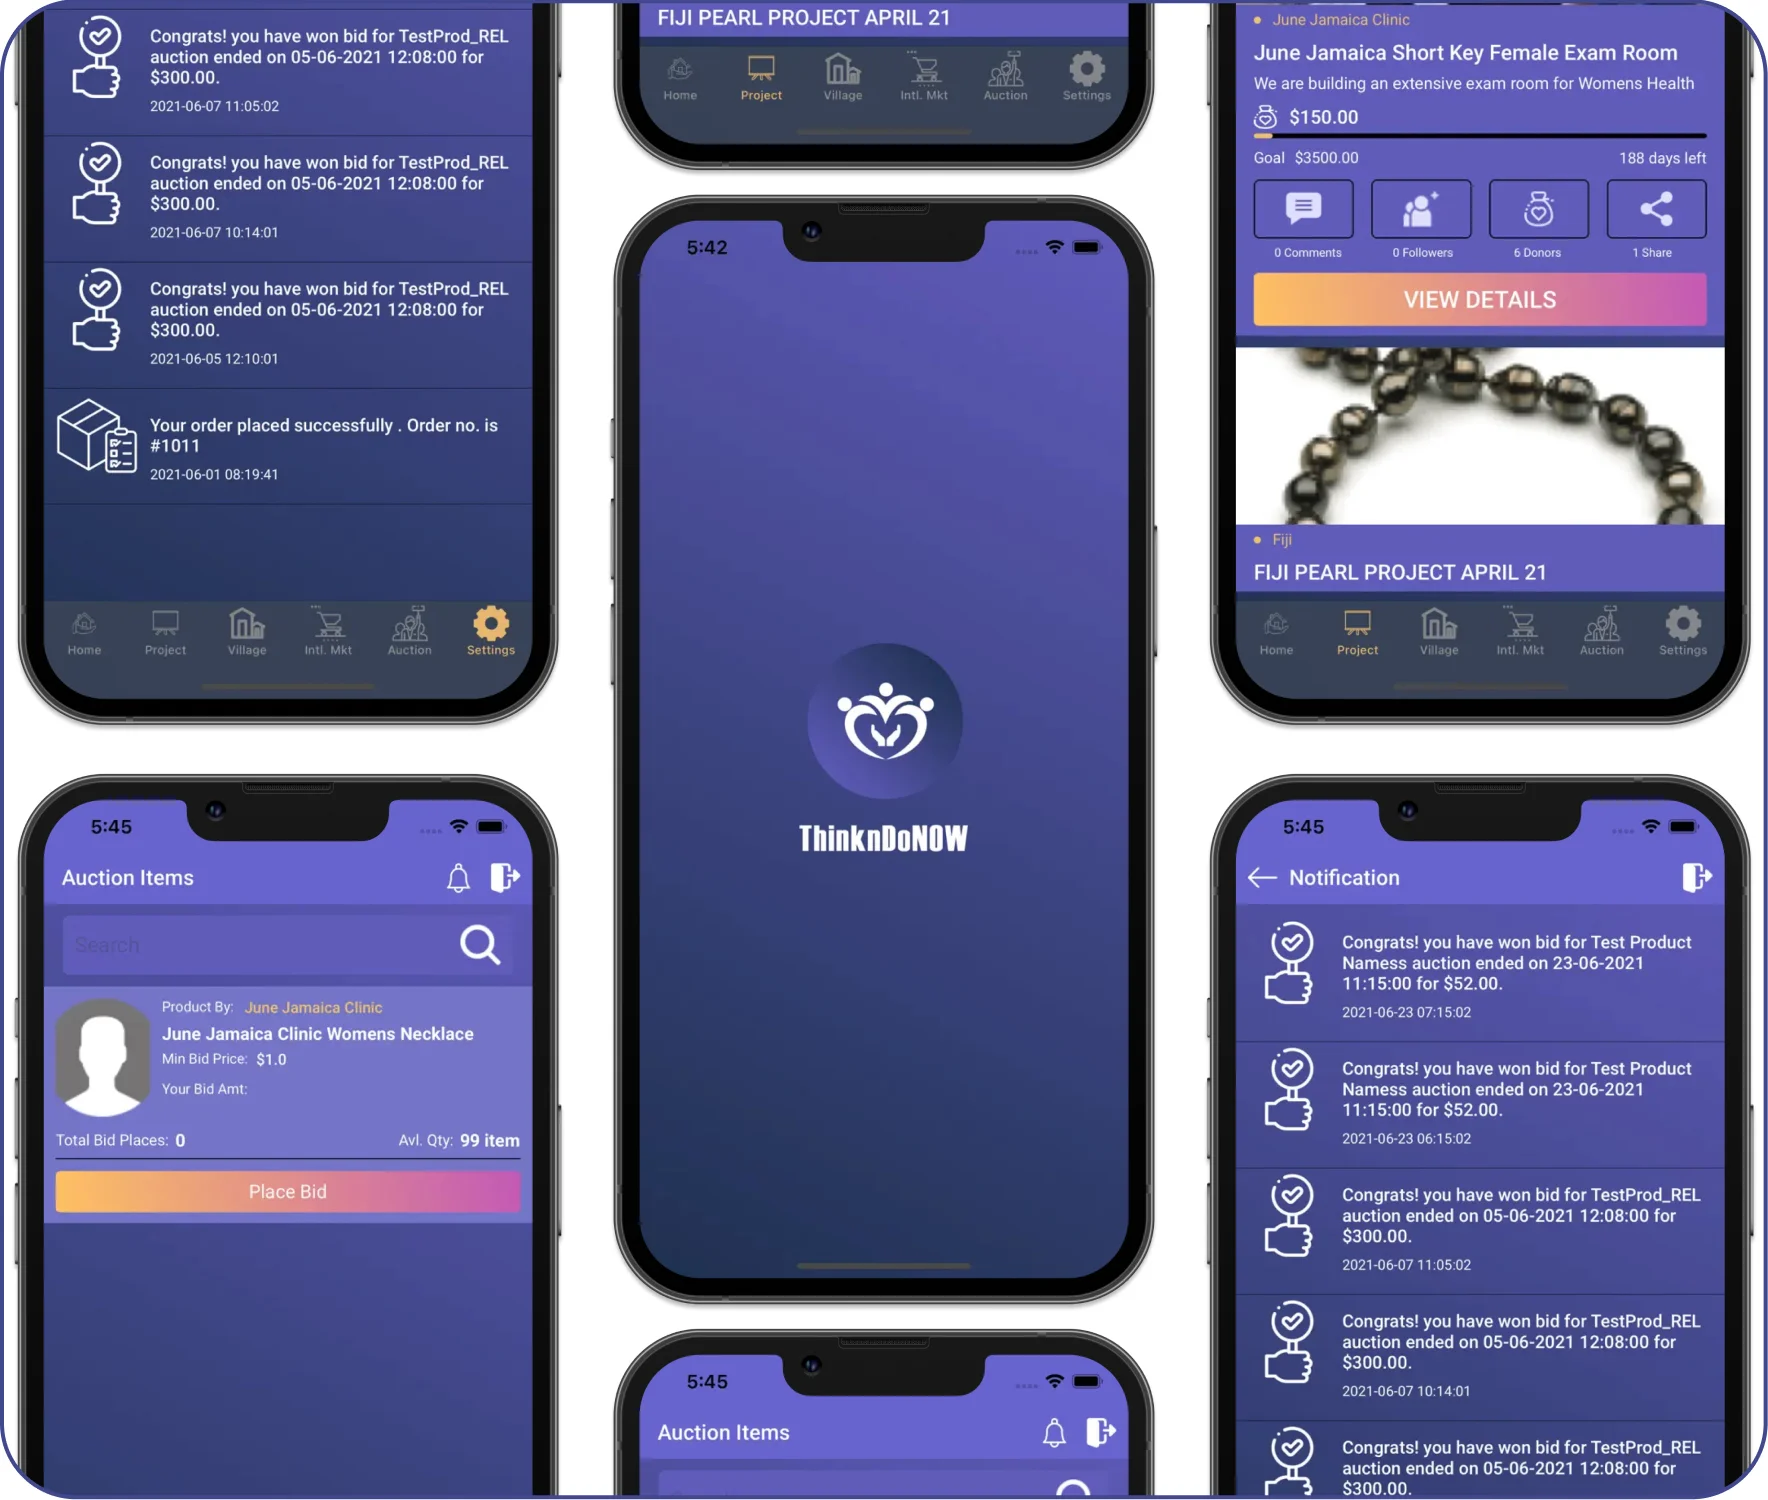 Congrats! you have won bid for TestProd_REL
auction ended on 05-06-2021 12:08:00 for
$300.00.
2021-06-07 11:05:02
Congrats! you have won bid for TestProd_REL
auction ended on 05-06-2021 12:08:00 for
$300.00.
2021-06-07 10:14:01
Congrats! you have won bid for TestProd_REL
auction ended on 05-06-2021 12:08:00 for
$300.00.
2021-06-05 12:10:01
Your order placed successfully . Order no. is
#1011
2021-06-01 08:19:41
Home Project Village Intl. Mkt Auction Settings
5:45
Auction Items
Search
Product By: June Jamaica Clinic
June Jamaica Clinic Womens Necklace
Min Bid Price: $1.0
Your Bid Amt:
Total Bid Places: 0 Avl. Qty: 99 item
Place Bid
FIJI PEARL PROJECT APRIL 21
Home Project Village Intl. Mkt Auction Settings
5:42
ThinknDoNOW
5:45
Auction Items
June Jamaica Clinic
June Jamaica Short Key Female Exam Room
We are building an extensive exam room for Womens Health
$150.00
Goal $3500.00 188 days left
0 Comments 0 Followers 6 Donors 1 Share
VIEW DETAILS
Fiji
FIJI PEARL PROJECT APRIL 21
Home Project Village Intl. Mkt Auction Settings
5:45
Notification
Congrats! you have won bid for Test Product
Namess auction ended on 23-06-2021
11:15:00 for $52.00.
2021-06-23 07:15:02
Congrats! you have won bid for Test Product
Namess auction ended on 23-06-2021
11:15:00 for $52.00.
2021-06-23 06:15:02
Congrats! you have won bid for TestProd_REL
auction ended on 05-06-2021 12:08:00 for
$300.00.
2021-06-07 11:05:02
Congrats! you have won bid for TestProd_REL
auction ended on 05-06-2021 12:08:00 for
$300.00.
2021-06-07 10:14:01
Congrats! you have won bid for TestProd_REL
auction ended on 05-06-2021 12:08:00 for
$300.00.